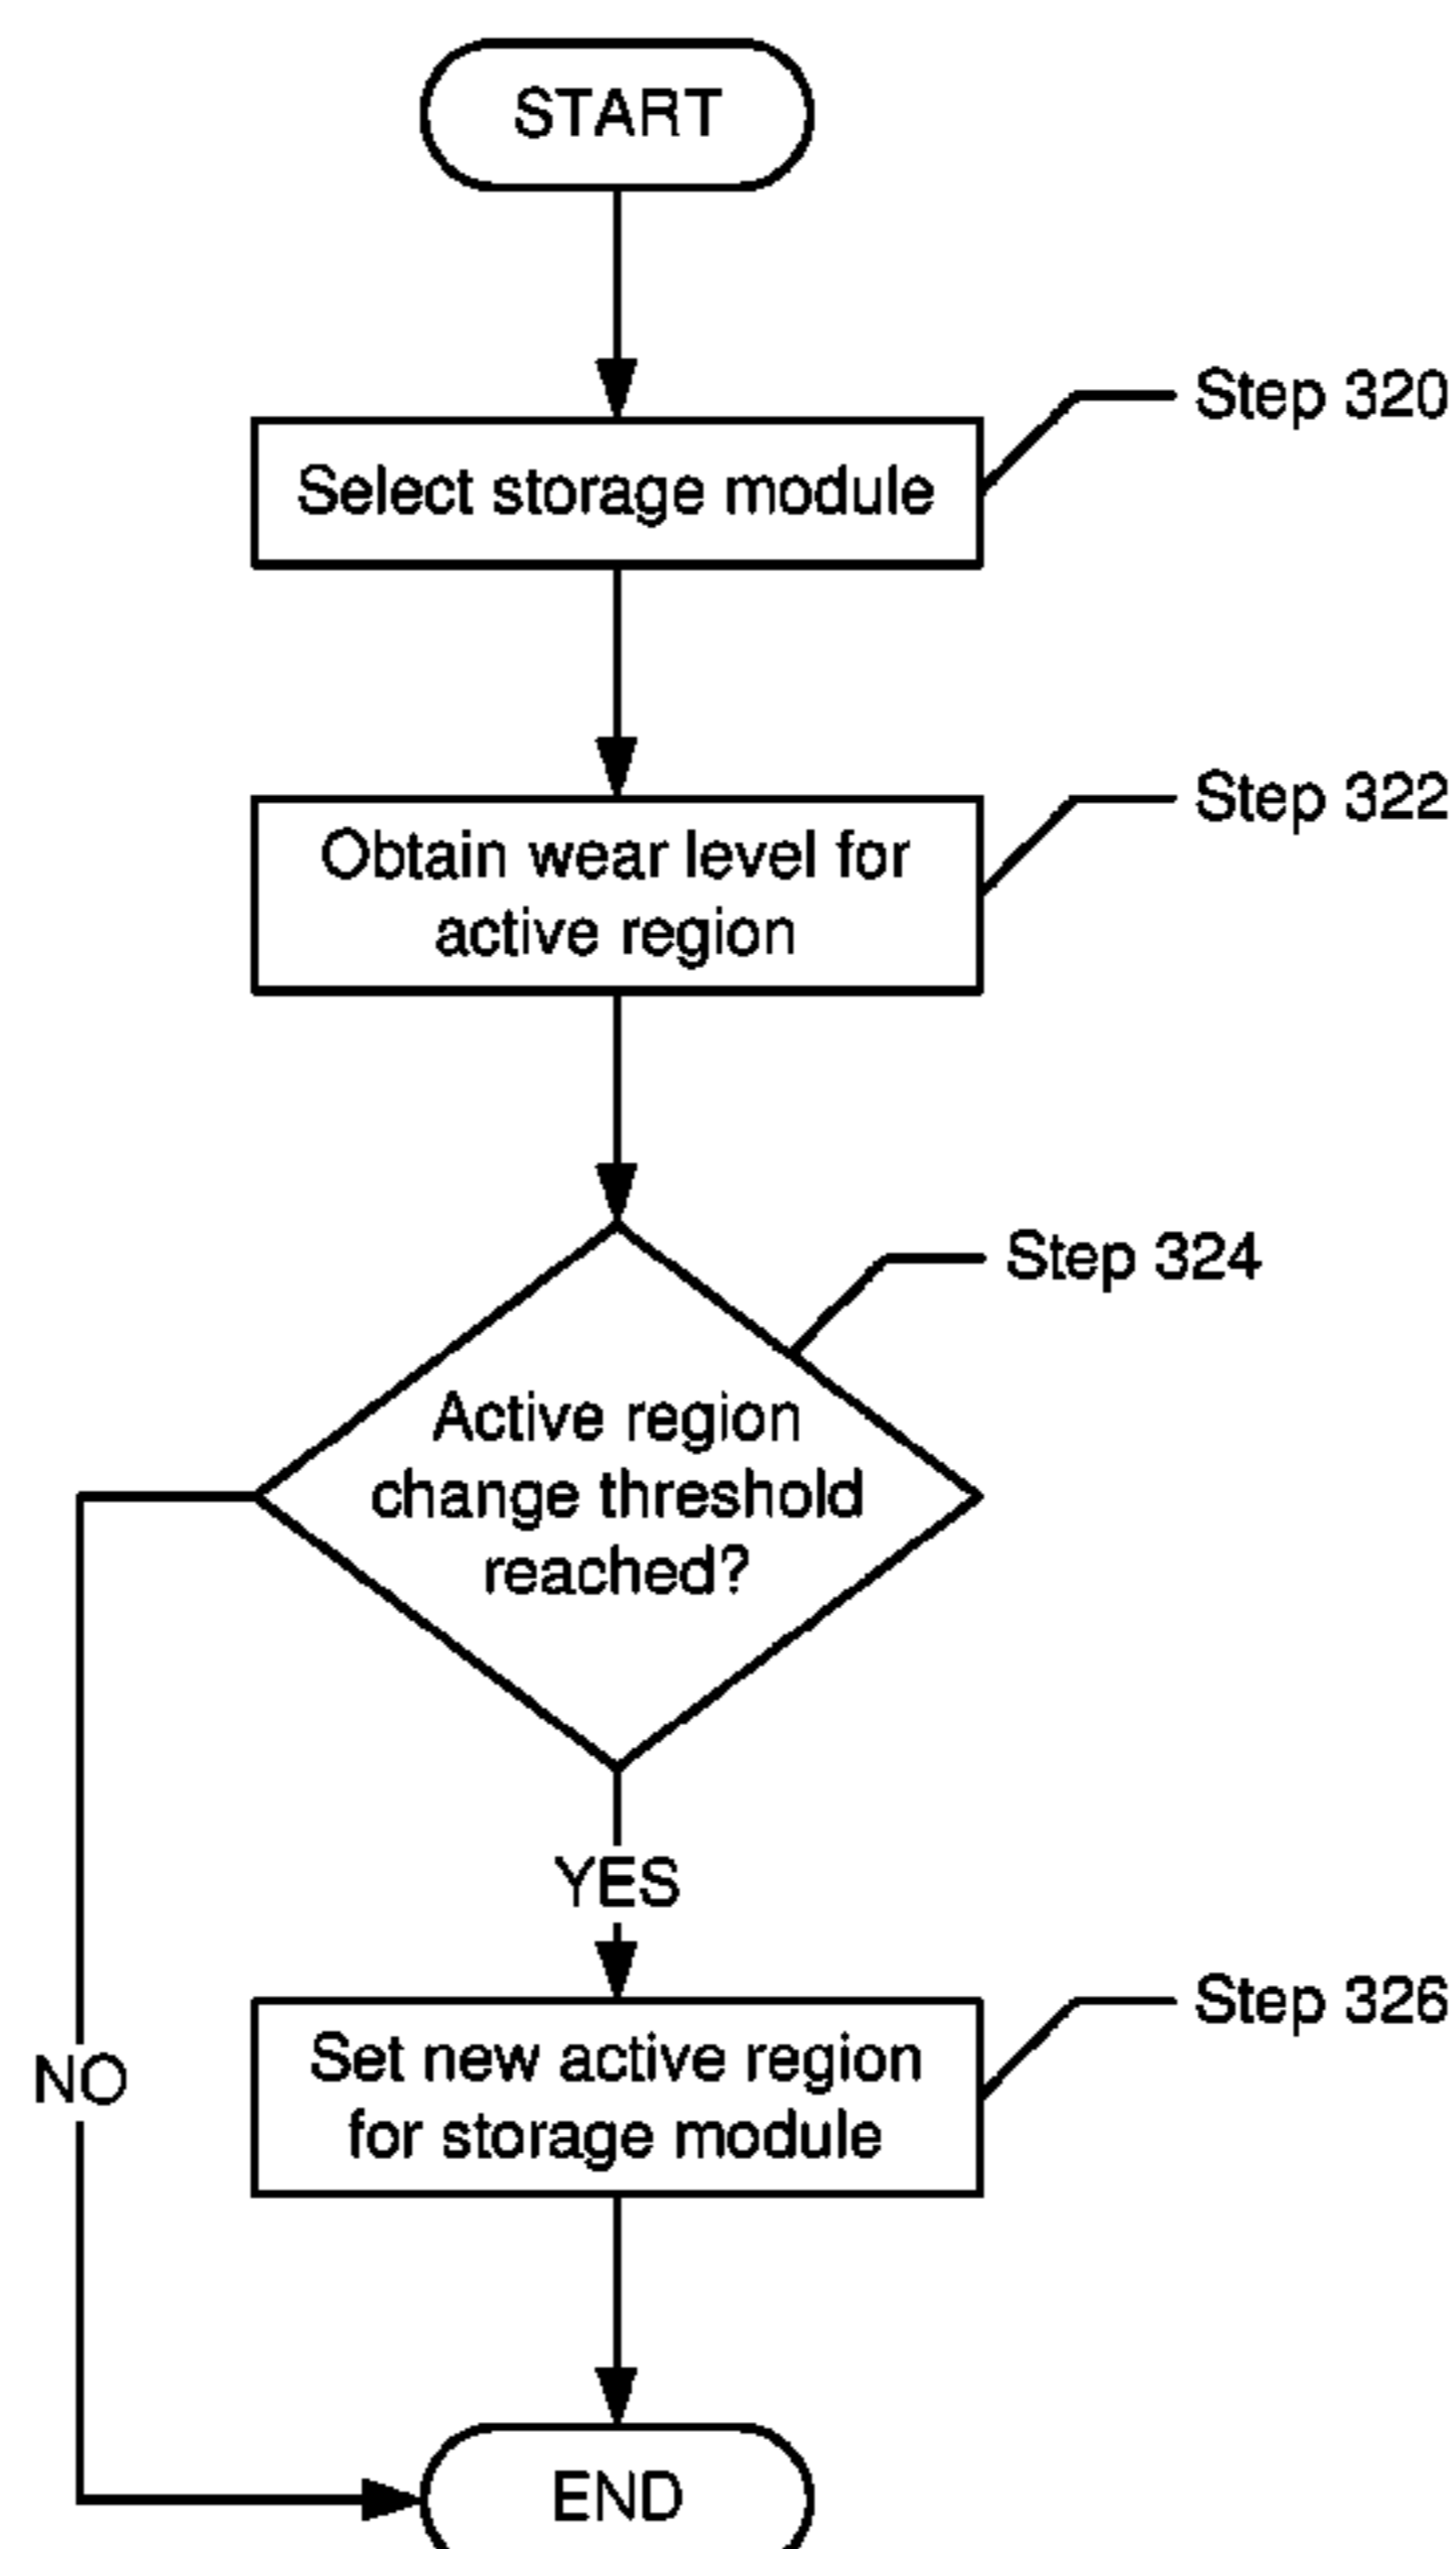 START
Step 320
Select storage module
Step 322
Obtain wear level for
active region
Step 324
Active region
change threshold
reached?
YES
Step 326
Set new active region
for storage module
NO
END